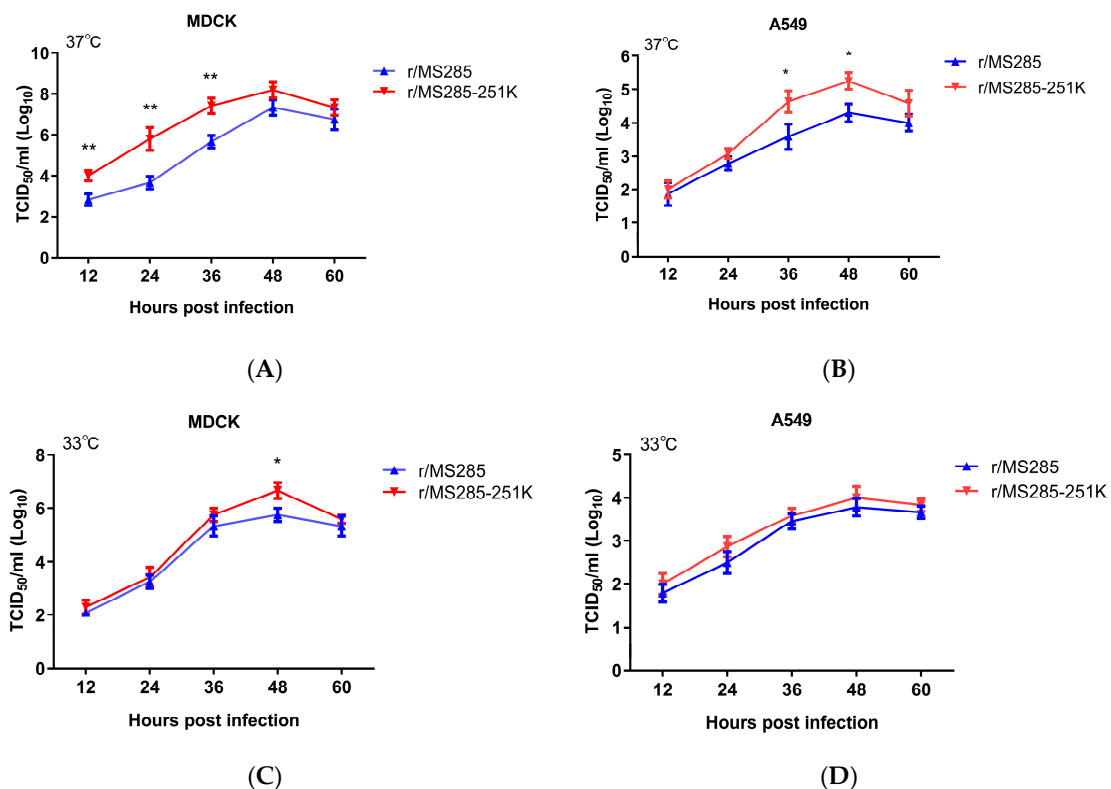 MDCK
37°C
**
**
**
r/MS285
r/MS285-251K
TCID50/ml (Log10)
10
8
6
4
2
0
12 24 36 48 60
Hours post infection
(A)
A549
37°C
*
*
r/MS285
r/MS285-251K
TCID50/ml (Log10)
6
5
4
3
2
1
0
12 24 36 48 60
Hours post infection
(B)
MDCK
33°C
*
r/MS285
r/MS285-251K
TCID50/ml (Log10)
8
6
4
2
0
12 24 36 48 60
Hours post infection
(C)
A549
33°C
r/MS285
r/MS285-251K
TCID50/ml (Log10)
5
4
3
2
1
0
12 24 36 48 60
Hours post infection
(D)